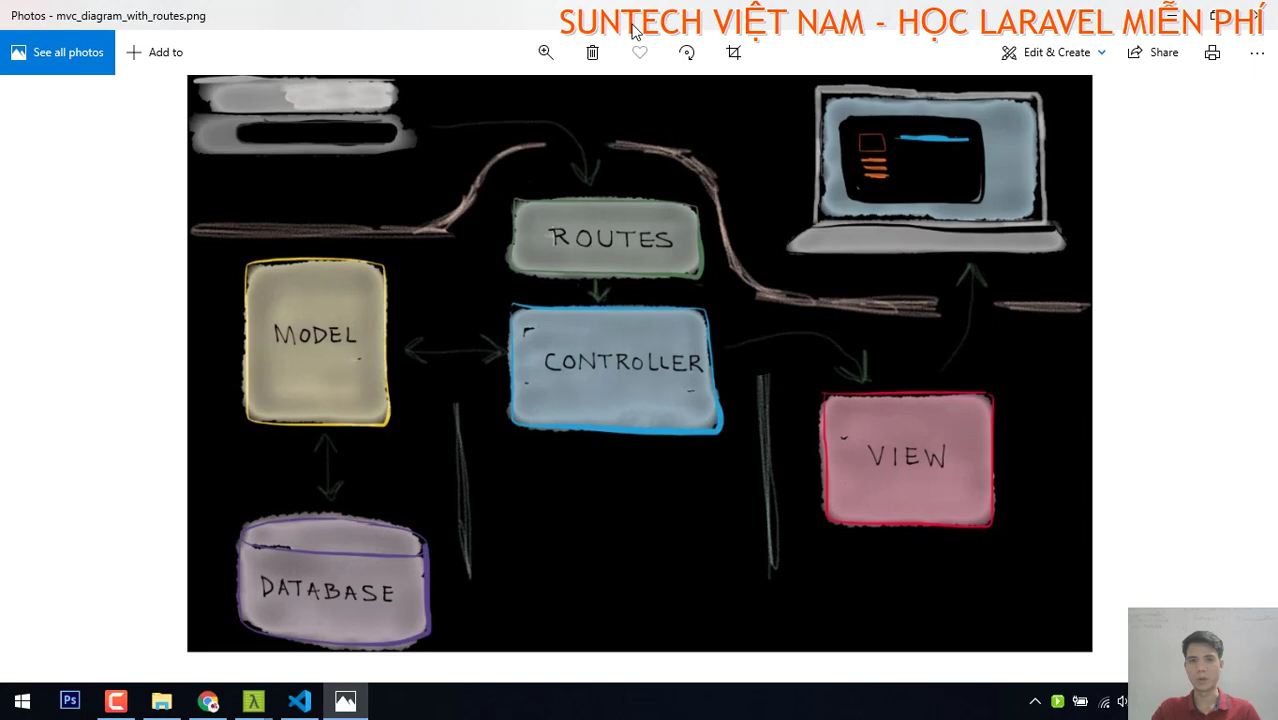 Photos - mvc_diagram_with_routes.png
SUNTECH VIỆT NAM - HỌC LARAVEL MIỄN PHÍ
See all photos
Add to
Edit & Create
Share
ROUTES
MODEL
CONTROLLER
VIEW
DATABASE
Ps
λ